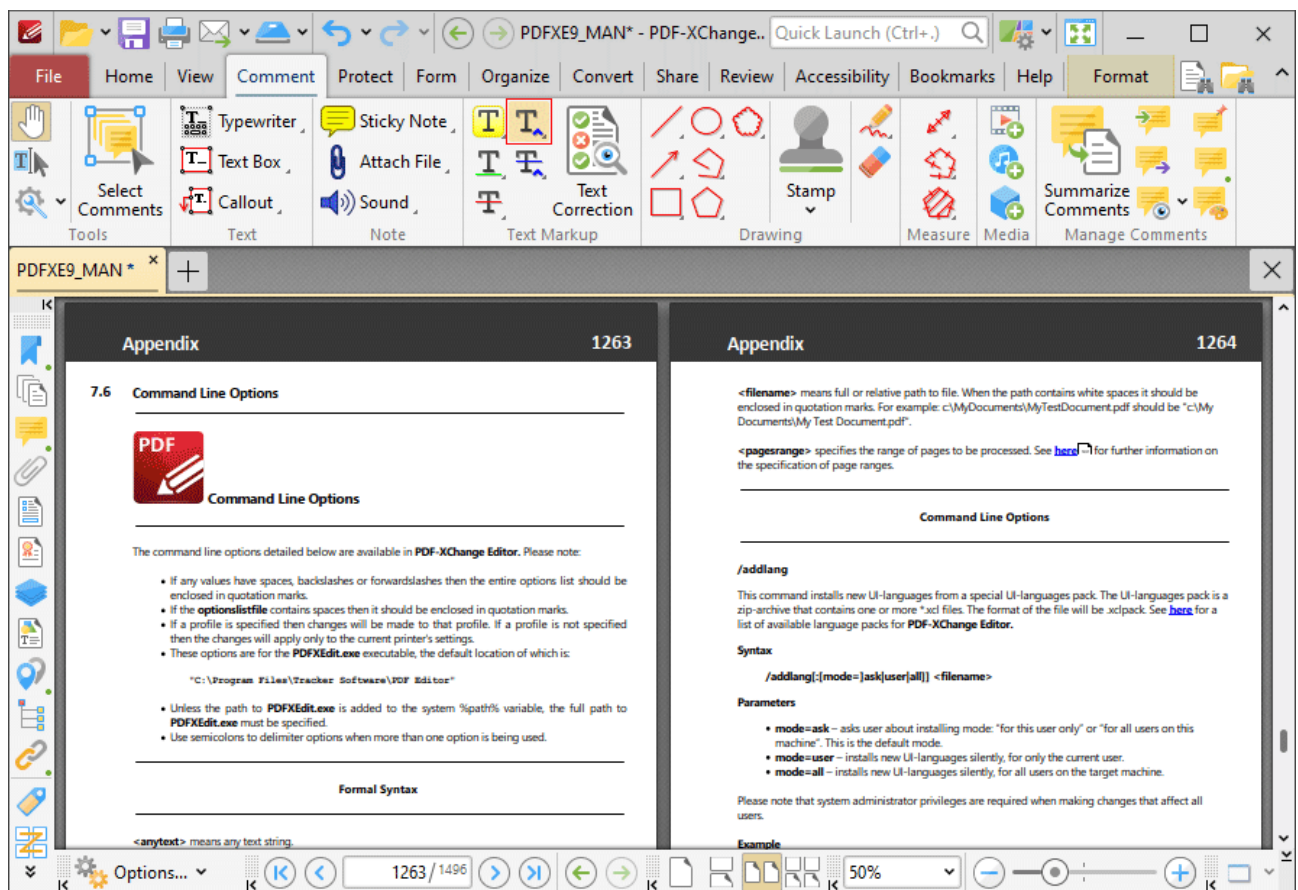 PDFXE9_MAN* - PDF-XChange.. Quick Launch (Ctrl+.)
File Home View Comment Protect Form Organize Convert Share Review Accessibility Bookmarks Help Format
Typewriter Sticky Note
Text Box Attach File
Select Comments
Callout Sound
Text Correction
Stamp
Summarize Comments
Tools Text Note Text Markup Drawing Measure Media Manage Comments
PDFXE9_MAN *
Appendix 1263
7.6 Command Line Options
PDF
Command Line Options
The command line options detailed below are available in PDF-XChange Editor. Please note:
• If any values have spaces, backslashes or forwardslashes then the entire options list should be
enclosed in quotation marks.
• If the optionslistfile contains spaces then it should be enclosed in quotation marks.
• If a profile is specified then changes will be made to that profile. If a profile is not specified
then the changes will apply only to the current printer's settings.
• These options are for the PDFXEdit.exe executable, the default location of which is:
"C:\Program Files\Tracker Software\PDF Editor"
• Unless the path to PDFXEdit.exe is added to the system %path% variable, the full path to
PDFXEdit.exe must be specified.
• Use semicolons to delimiter options when more than one option is being used.
Formal Syntax
<anytext> means any text string.
Appendix 1264
<filename> means full or relative path to file. When the path contains white spaces it should be
enclosed in quotation marks. For example: c:\MyDocuments\MyTestDocument.pdf should be "c:\My
Documents\My Test Document.pdf".
<pagesrange> specifies the range of pages to be processed. See here for further information on
the specification of page ranges.
Command Line Options
/addlang
This command installs new UI-languages from a special UI-languages pack. The UI-languages pack is a
zip-archive that contains one or more *.xcl files. The format of the file will be .xclpack. See here for a
list of available language packs for PDF-XChange Editor.
Syntax
/addlang[:[mode=]ask|user|all]] <filename>
Parameters
• mode=ask – asks user about installing mode: "for this user only" or "for all users on this
machine". This is the default mode.
• mode=user – installs new UI-languages silently, for only the current user.
• mode=all – installs new UI-languages silently, for all users on the target machine.
Please note that system administrator privileges are required when making changes that affect all
users.
Example
Options... 1263 / 1496 50%